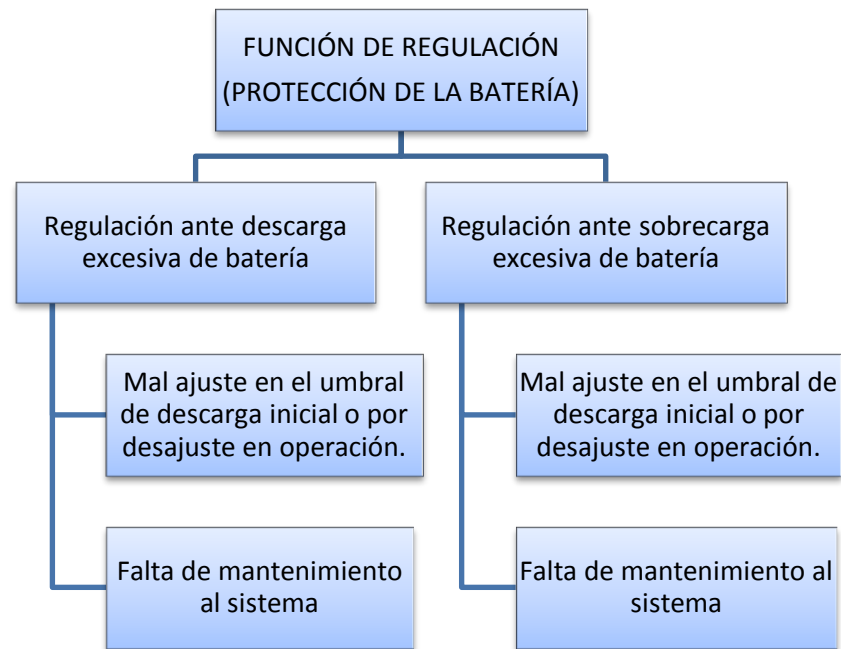 FUNCIÓN DE REGULACIÓN
(PROTECCIÓN DE LA BATERÍA)
Regulación ante descarga
excesiva de batería
Mal ajuste en el umbral
de descarga inicial o por
desajuste en operación.
Falta de mantenimiento
al sistema
Regulación ante sobrecarga
excesiva de batería
Mal ajuste en el umbral de
descarga inicial o por
desajuste en operación.
Falta de mantenimiento al
sistema